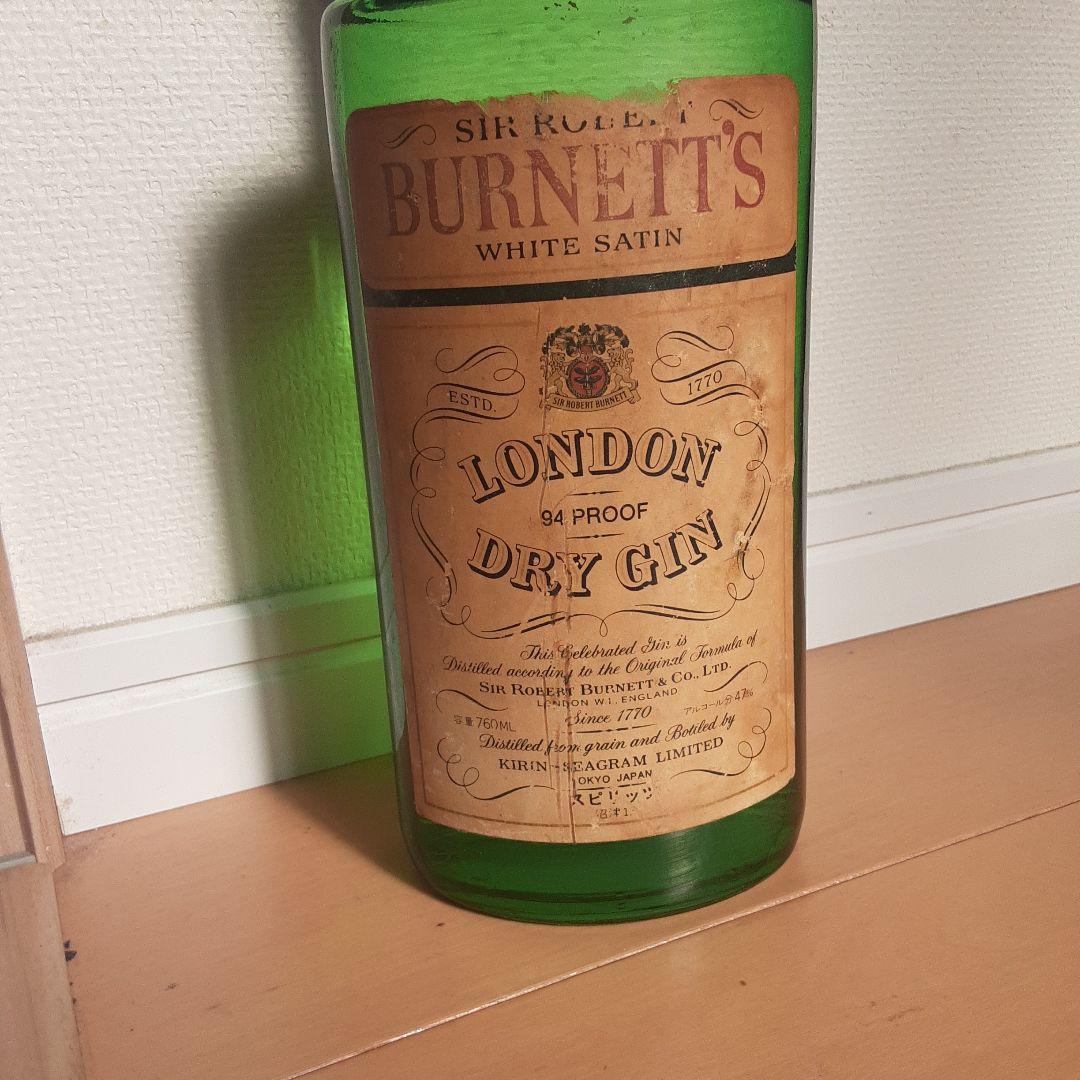 SIR ROBERT
BURNETT'S
WHITE SATIN
SIR ROBERT BURNETT
ESTD. 1770
LONDON
94 PROOF
DRY GIN
This Celebrated Gin is
Distilled according to the Original Formula of
SIR ROBERT BURNETT & CO., LTD.
LONDON W1, ENGLAND
容量760ML Since 1770 アルコール分47%
Distilled from grain and Botiled by
KIRIN-SEAGRAM LIMITED
OKYO JAPAN
スピリッツ